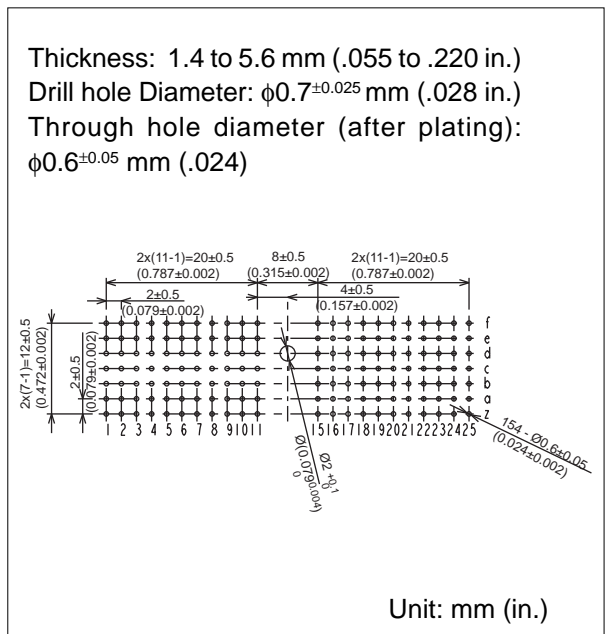 Thickness: 1.4 to 5.6 mm (.055 to .220 in.)
Drill hole Diameter: ϕ0.7±0.025 mm (.028 in.)
Through hole diameter (after plating):
ϕ0.6±0.05 mm (.024)
2x(11-1)=20±0.5
(0.787±0.002)
8±0.5
(0.315±0.002)
2x(11-1)=20±0.5
(0.787±0.002)
2±0.5
(0.079±0.002)
4±0.5
(0.157±0.002)
2x(7-1)=12±0.5
(0.472±0.002)
2±0.5
(0.079±0.002)
f
e
d
c
b
a
z
1 2 3 4 5 6 7 8 9 10 11
15 16 17 18 19 20 21 22 23 24 25
Ø2 +0.1 0
Ø(0.079 0.004 0)
154 - Ø0.6±0.05
(0.024±0.002)
Unit: mm (in.)